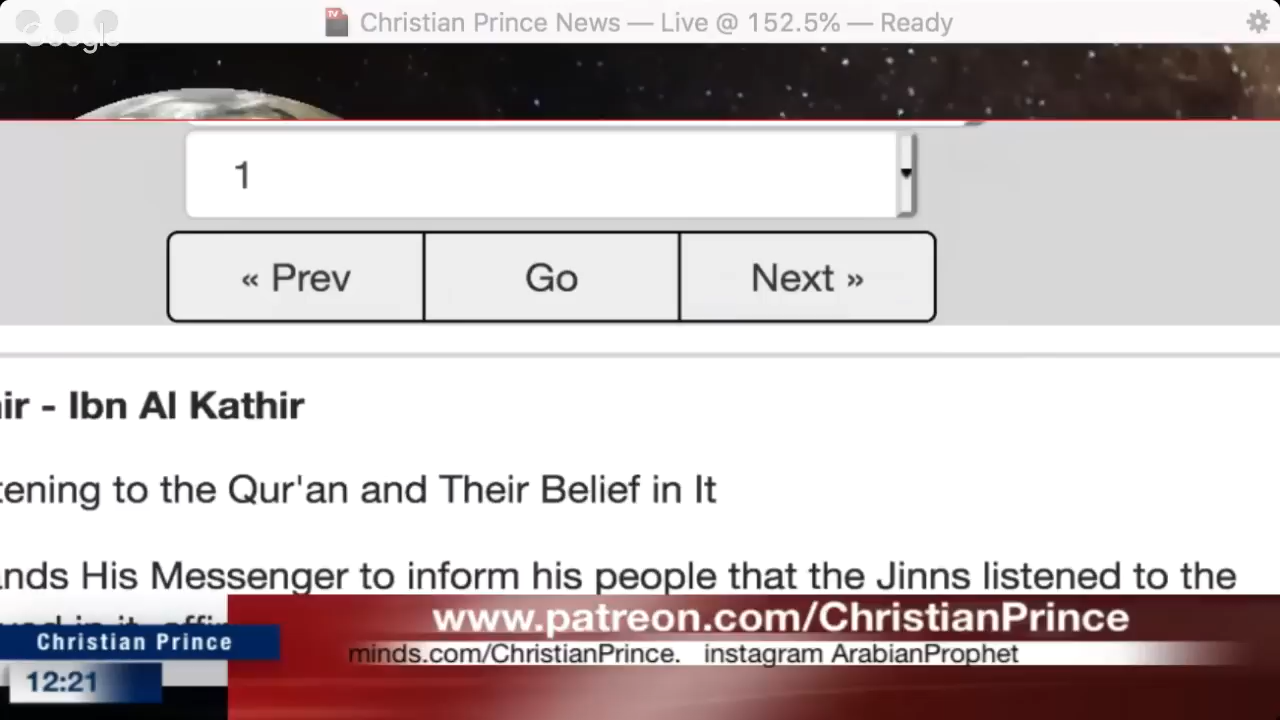 Christian Prince News — Live @ 152.5% — Ready
Google
1
« Prev
Go
Next »
ir - Ibn Al Kathir
tening to the Qur'an and Their Belief in It
nds His Messenger to inform his people that the Jinns listened to the
www.patreon.com/ChristianPrince
Christian Prince
minds.com/ChristianPrince. instagram ArabianProphet
12:21